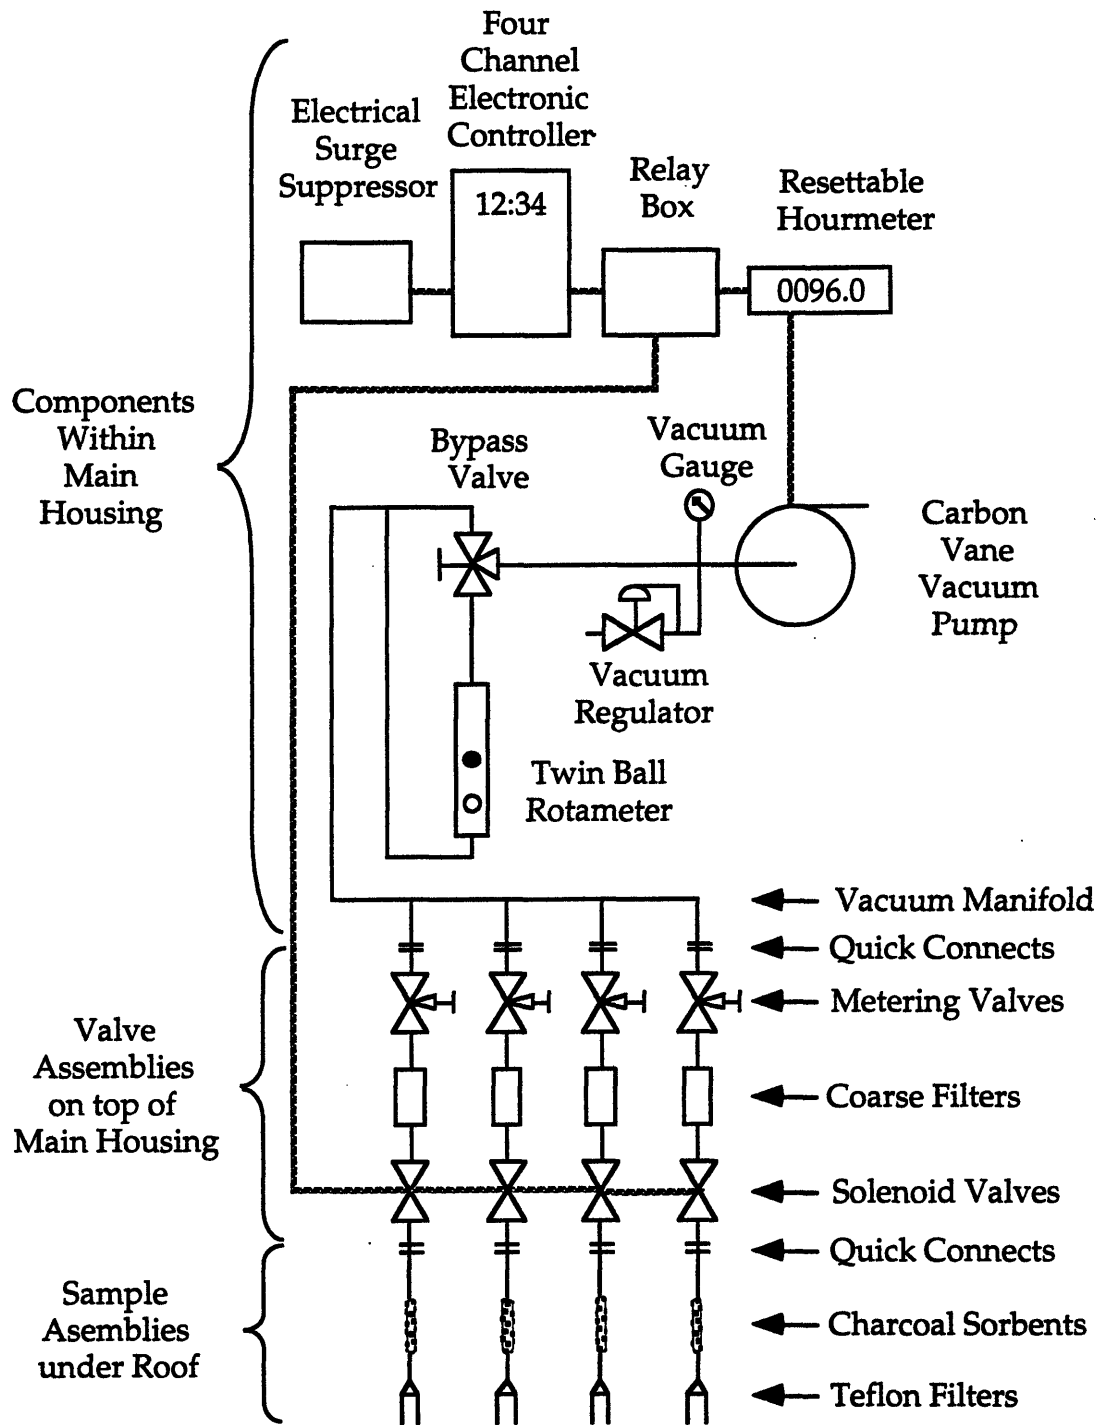 Four
Channel
Electronic
Controller
Electrical
Surge
Suppressor
Relay
Box
Resettable
Hourmeter
12:34
0096.0
Components
Within
Main
Housing
Bypass
Valve
Vacuum
Gauge
Carbon
Vane
Vacuum
Pump
Vacuum
Regulator
Twin Ball
Rotameter
Vacuum Manifold
Quick Connects
Metering Valves
Valve
Assemblies
on top of
Main Housing
Coarse Filters
Solenoid Valves
Quick Connects
Sample
Asemblies
under Roof
Charcoal Sorbents
Teflon Filters